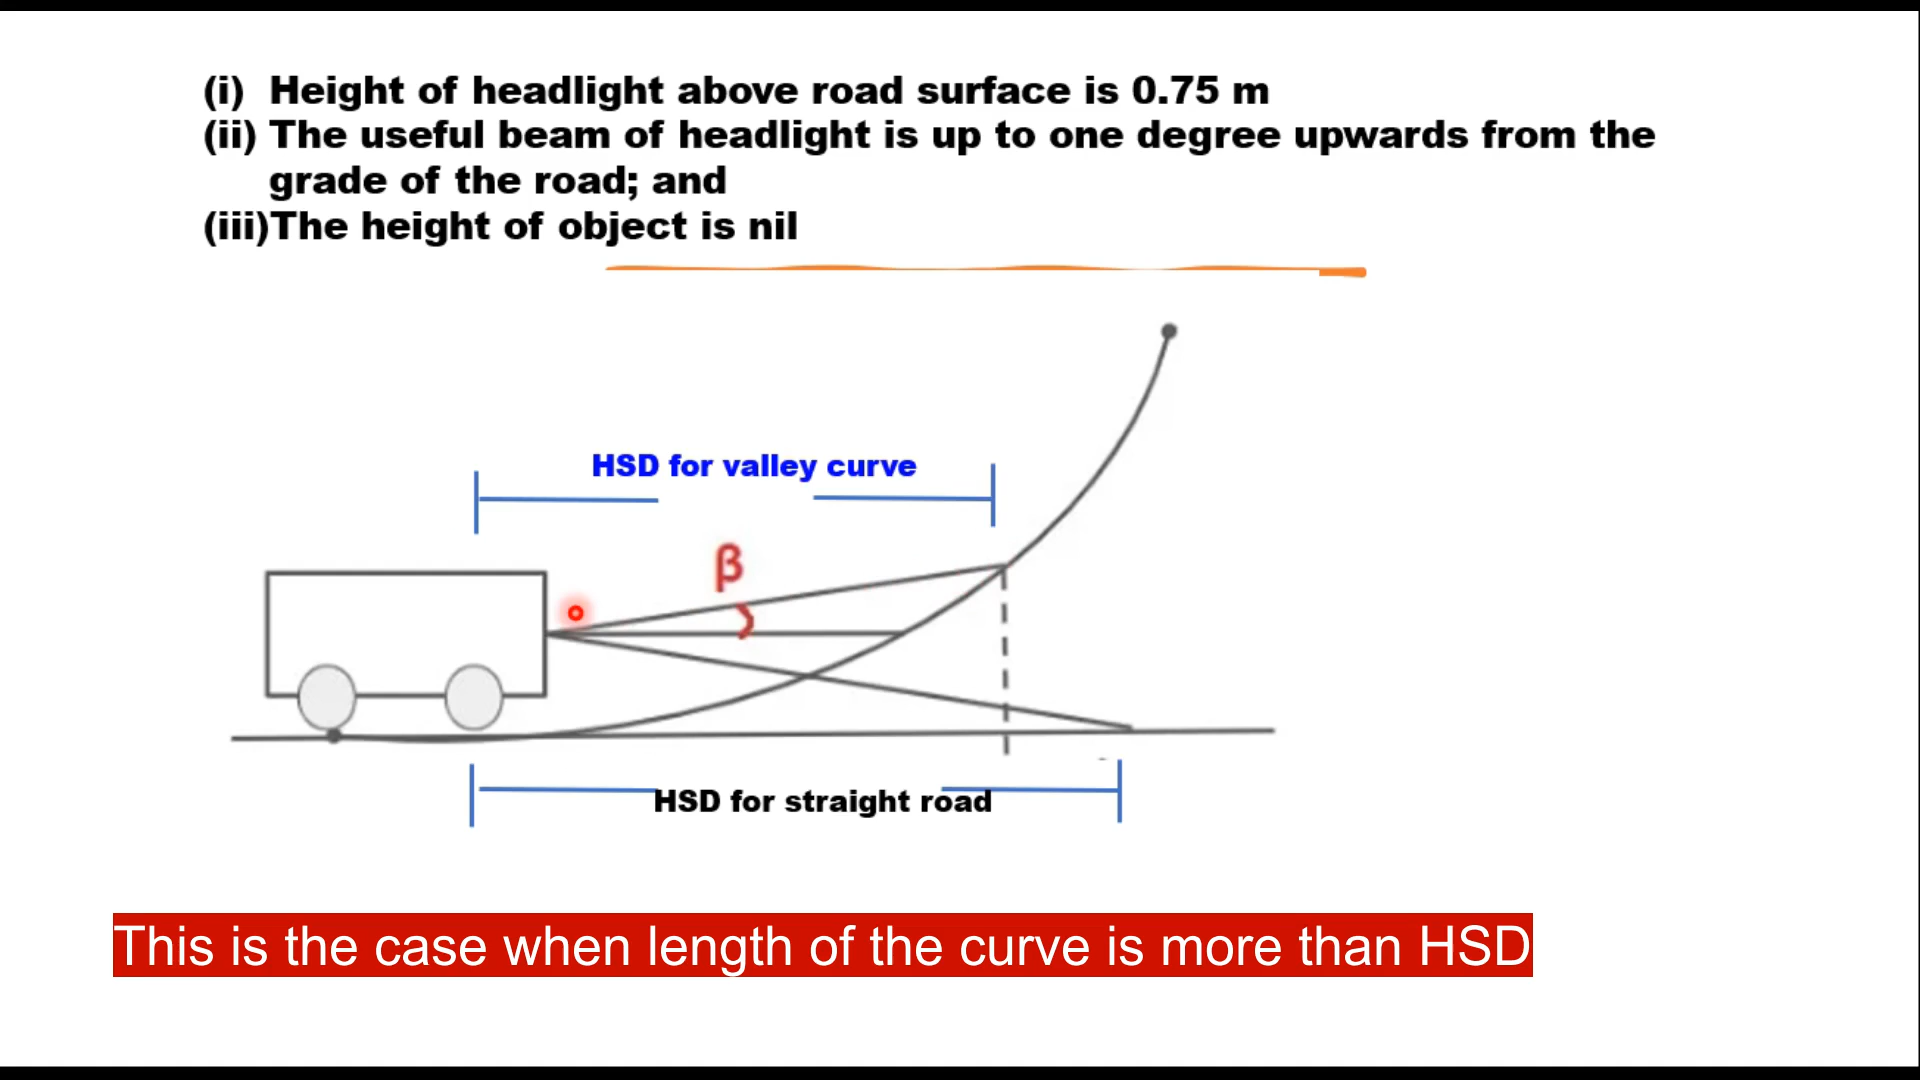 (i) Height of headlight above road surface is 0.75 m
(ii) The useful beam of headlight is up to one degree upwards from the
grade of the road; and
(iii)The height of object is nil
HSD for valley curve
β
HSD for straight road
This is the case when length of the curve is more than HSD